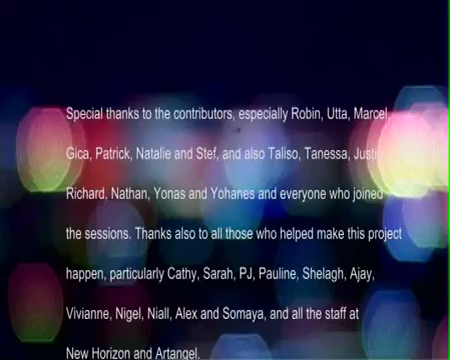 Special thanks to the contributors, especially Robin, Utta, Marcel,
Gica, Patrick, Natalie and Stef, and also Taliso, Tanessa, Justin
Richard, Nathan, Yonas and Yohanes and everyone who joined
the sessions. Thanks also to all those who helped make this project
happen, particularly Cathy, Sarah, PJ, Pauline, Shelagh, Ajay,
Vivianne, Nigel, Niall, Alex and Somaya, and all the staff at
New Horizon and Artangel.